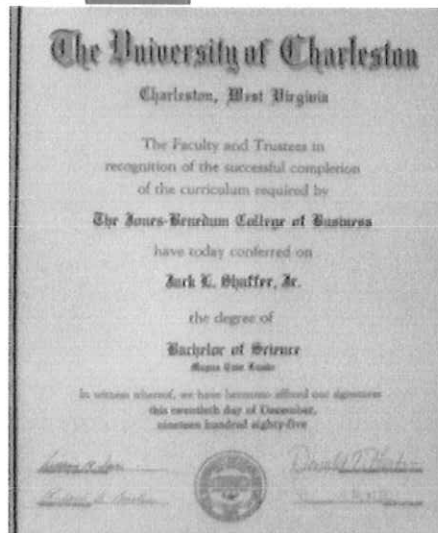 The University of Charleston
Charleston, West Virginia
The Faculty and Trustees in
recognition of the successful completion
of the curriculum required by
The Jones-Benedum College of Business
have today conferred on
Jack L. Shaffer, Jr.
the degree of
Bachelor of Science
Magna Cum Laude
In witness whereof, we have hereunto affixed our signatures
this twentieth day of December,
nineteen hundred eighty-five